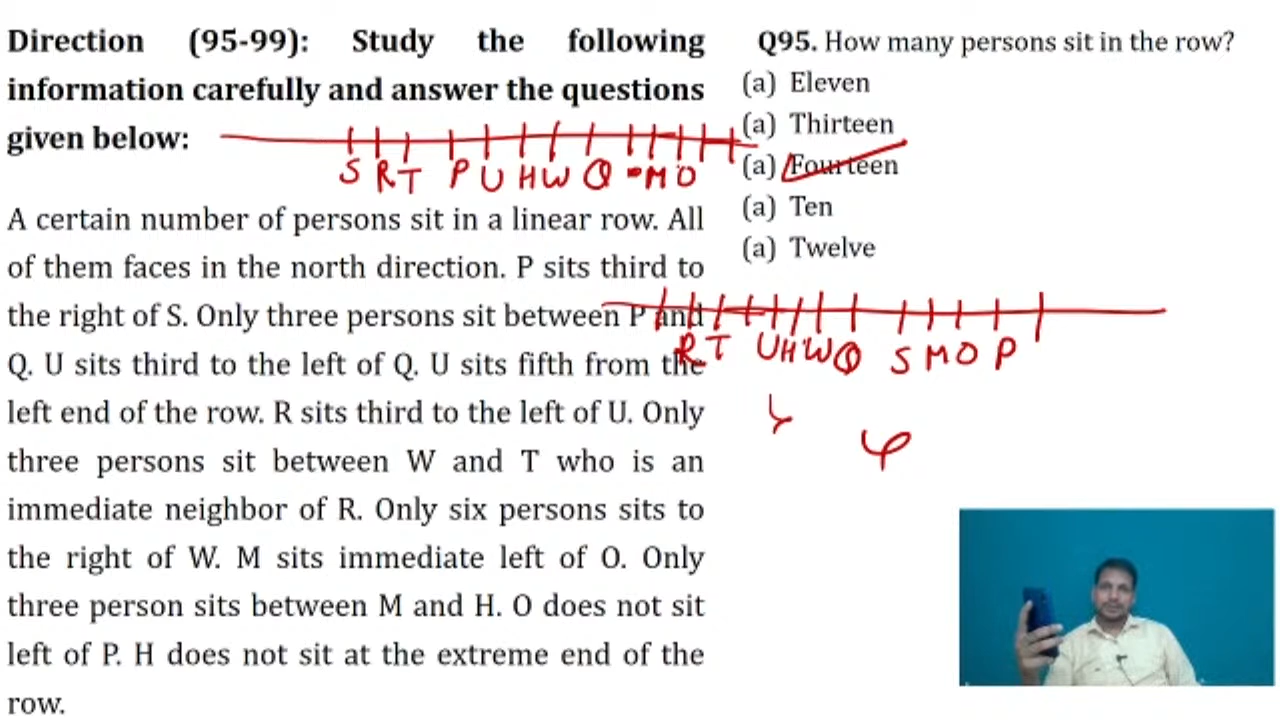 Direction (95-99): Study the following
information carefully and answer the questions
given below:
S R T P U H W Q M O
A certain number of persons sit in a linear row. All
of them faces in the north direction. P sits third to
the right of S. Only three persons sit between P and
Q. U sits third to the left of Q. U sits fifth from the
left end of the row. R sits third to the left of U. Only
three persons sit between W and T who is an
immediate neighbor of R. Only six persons sits to
the right of W. M sits immediate left of O. Only
three person sits between M and H. O does not sit
left of P. H does not sit at the extreme end of the
row.
Q95. How many persons sit in the row?
(a) Eleven
(a) Thirteen
(a) Fourteen
(a) Ten
(a) Twelve
R T U H W Q S M O P